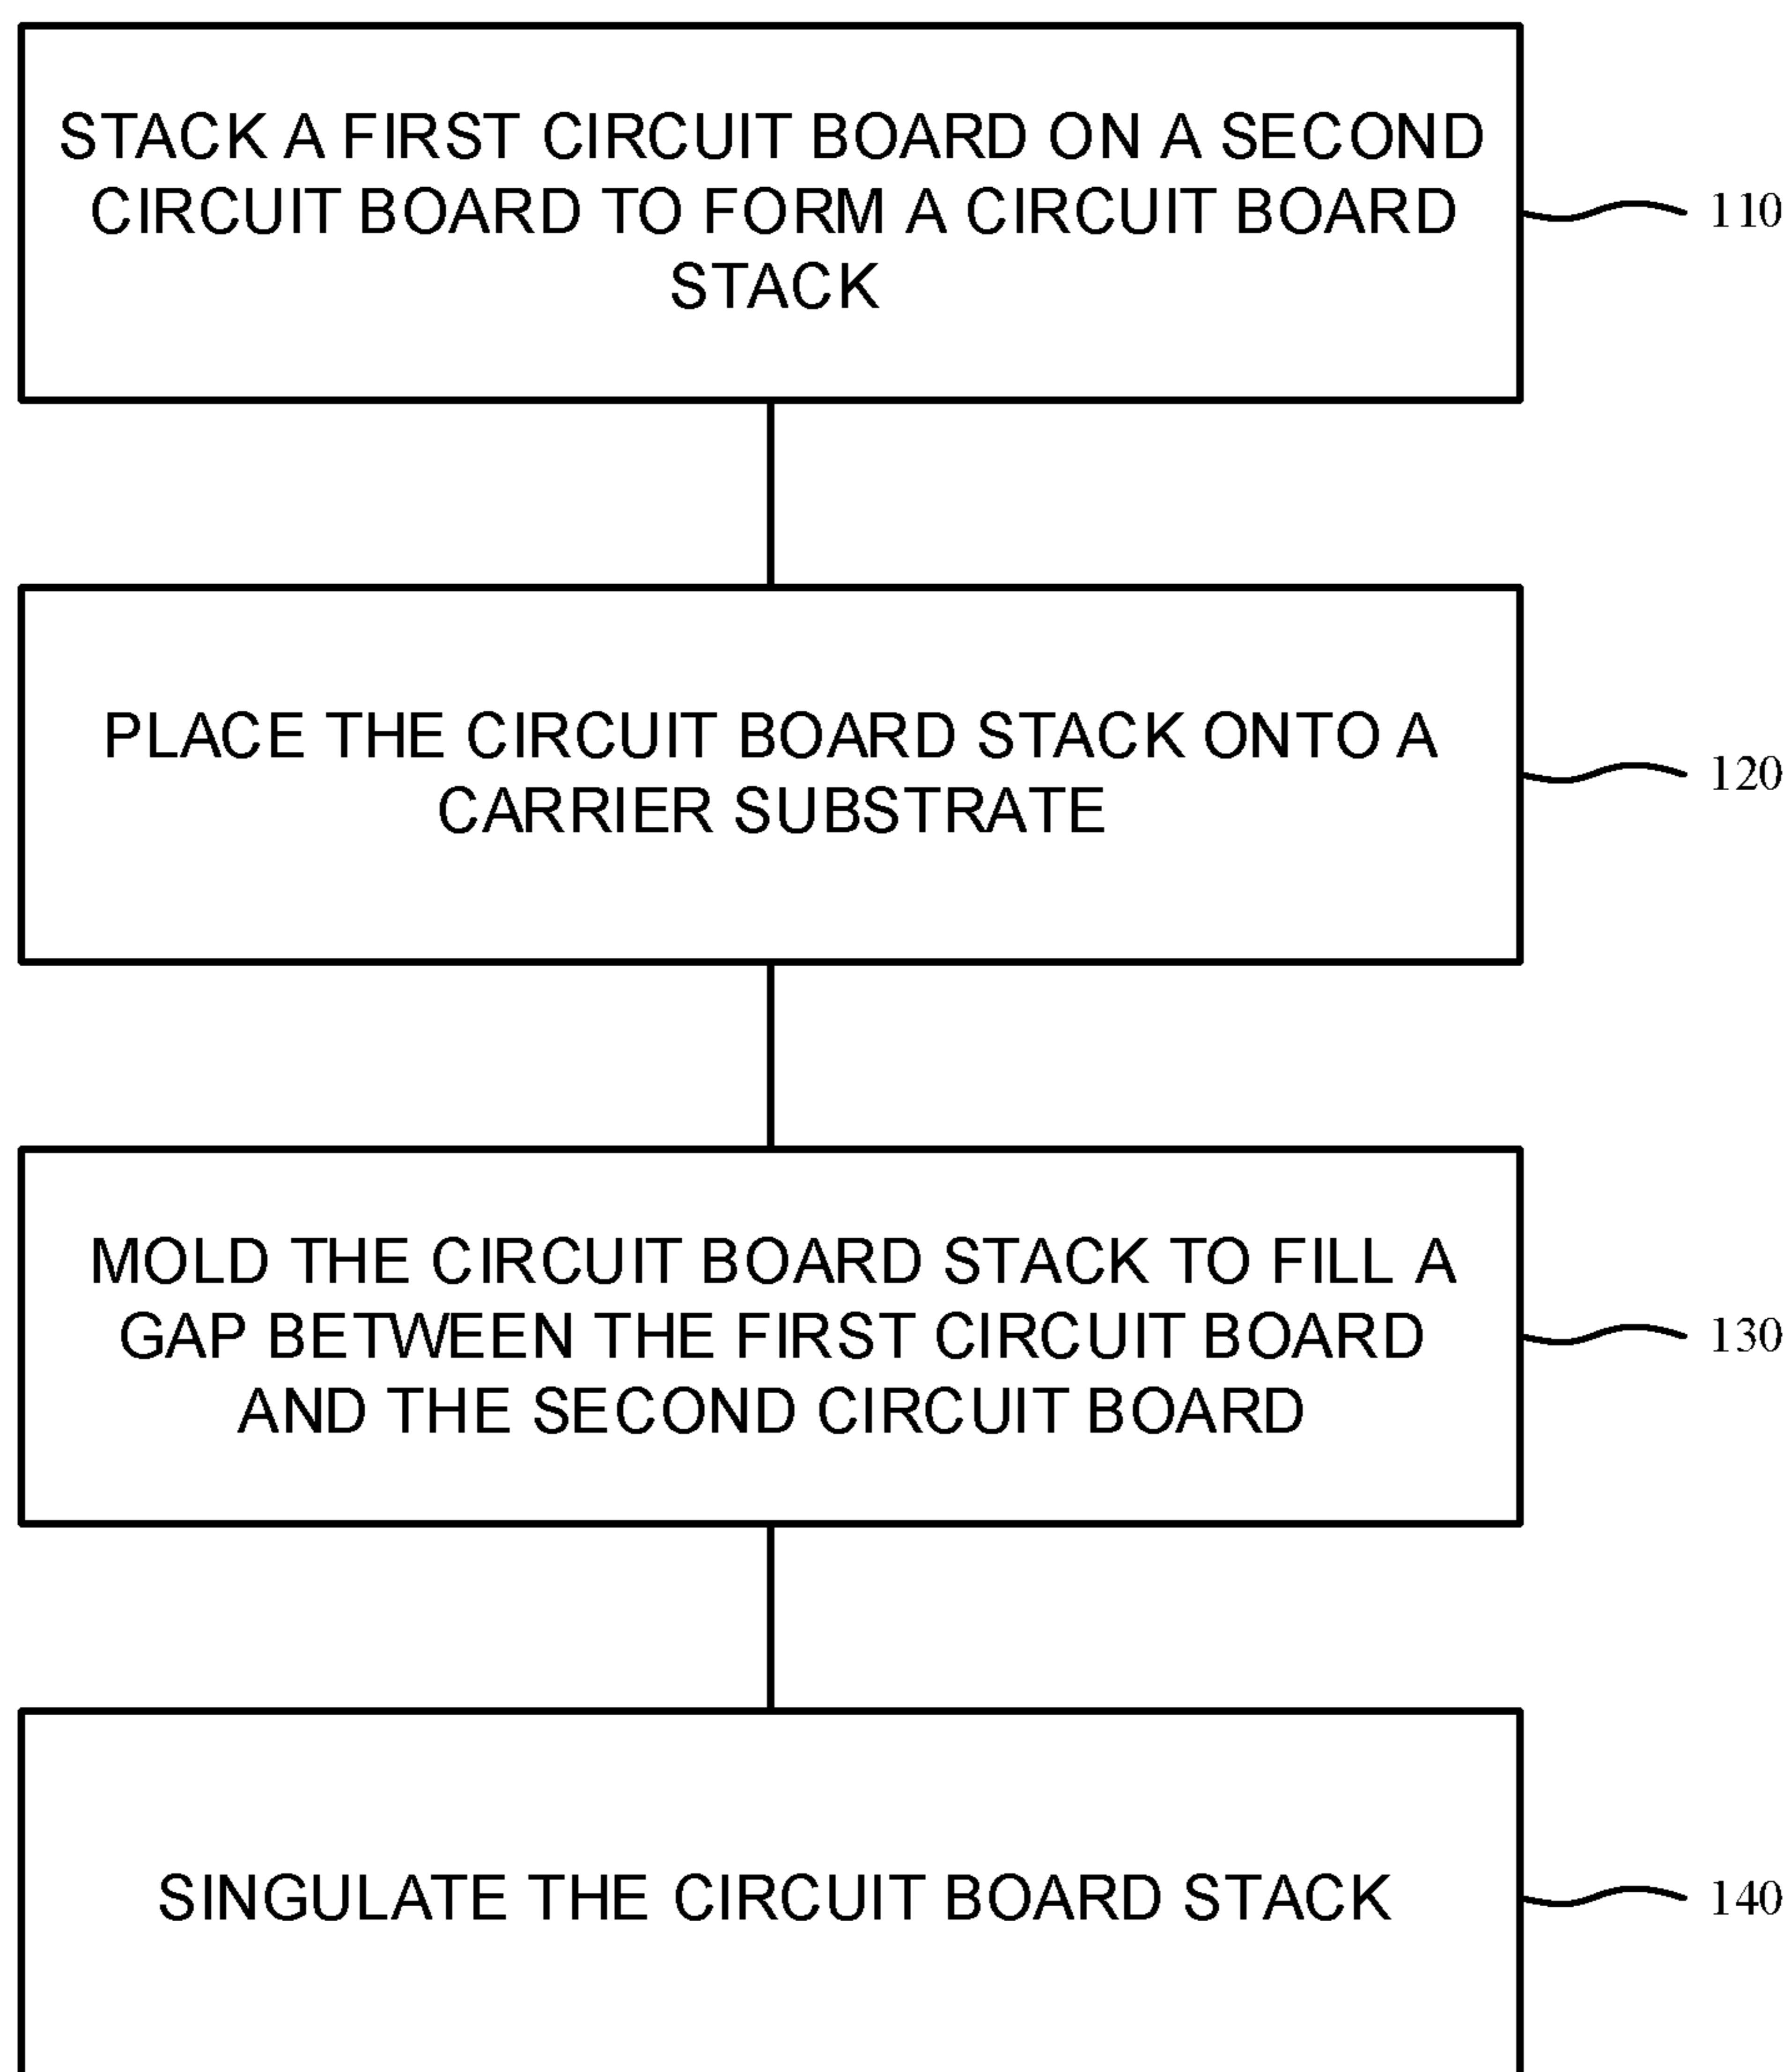 STACK A FIRST CIRCUIT BOARD ON A SECOND
CIRCUIT BOARD TO FORM A CIRCUIT BOARD
STACK
110
PLACE THE CIRCUIT BOARD STACK ONTO A
CARRIER SUBSTRATE
120
MOLD THE CIRCUIT BOARD STACK TO FILL A
GAP BETWEEN THE FIRST CIRCUIT BOARD
AND THE SECOND CIRCUIT BOARD
130
SINGULATE THE CIRCUIT BOARD STACK
140